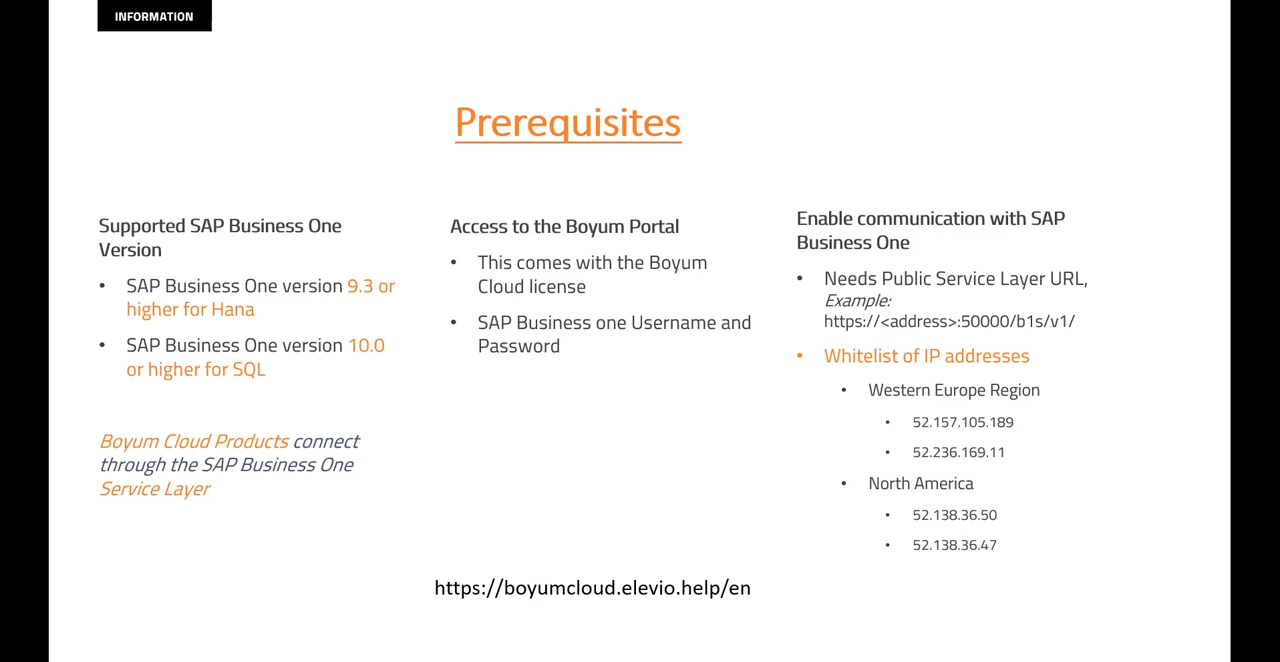 INFORMATION
Prerequisites
Supported SAP Business One
Version
• SAP Business One version 9.3 or
higher for Hana
• SAP Business One version 10.0
or higher for SQL
Boyum Cloud Products connect
through the SAP Business One
Service Layer
Access to the Boyum Portal
• This comes with the Boyum
Cloud license
• SAP Business one Username and
Password
Enable communication with SAP
Business One
• Needs Public Service Layer URL,
Example:
https://<address>:50000/b1s/v1/
• Whitelist of IP addresses
• Western Europe Region
• 52.157.105.189
• 52.236.169.11
• North America
• 52.138.36.50
• 52.138.36.47
https://boyumcloud.elevio.help/en